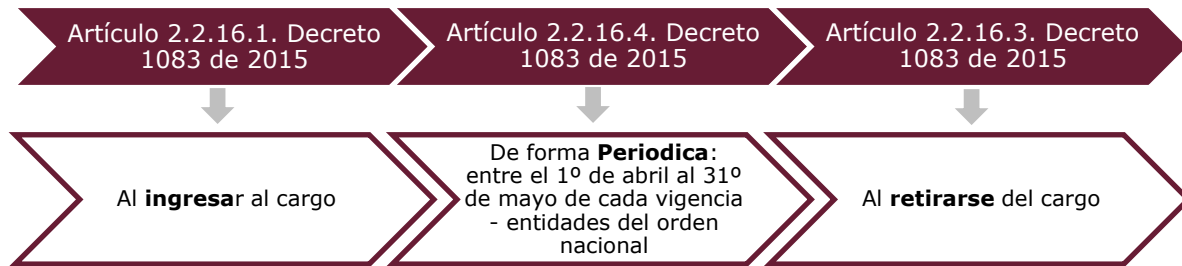 Artículo 2.2.16.1. Decreto
1083 de 2015
Artículo 2.2.16.4. Decreto
1083 de 2015
Artículo 2.2.16.3. Decreto
1083 de 2015
Al ingresar al cargo
De forma Periodica:
entre el 1º de abril al 31º
de mayo de cada vigencia
- entidades del orden
nacional
Al retirarse del cargo